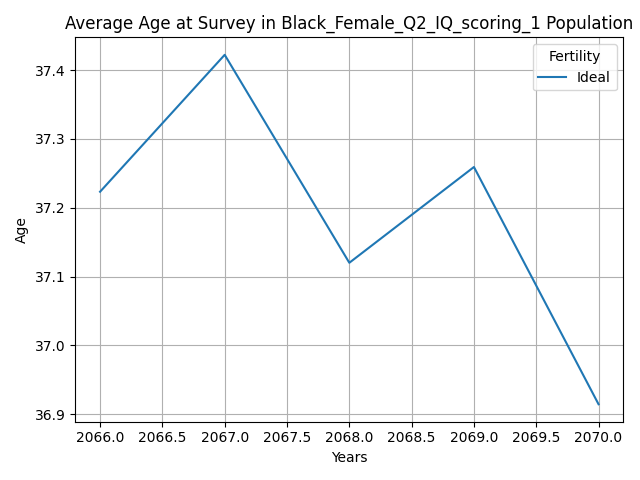 Average Age at Survey in Black_Female_Q2_IQ_scoring_1 Population
Fertility
Ideal
37.4
37.3
37.2
37.1
37.0
36.9
Age
2066.0 2066.5 2067.0 2067.5 2068.0 2068.5 2069.0 2069.5 2070.0
Years